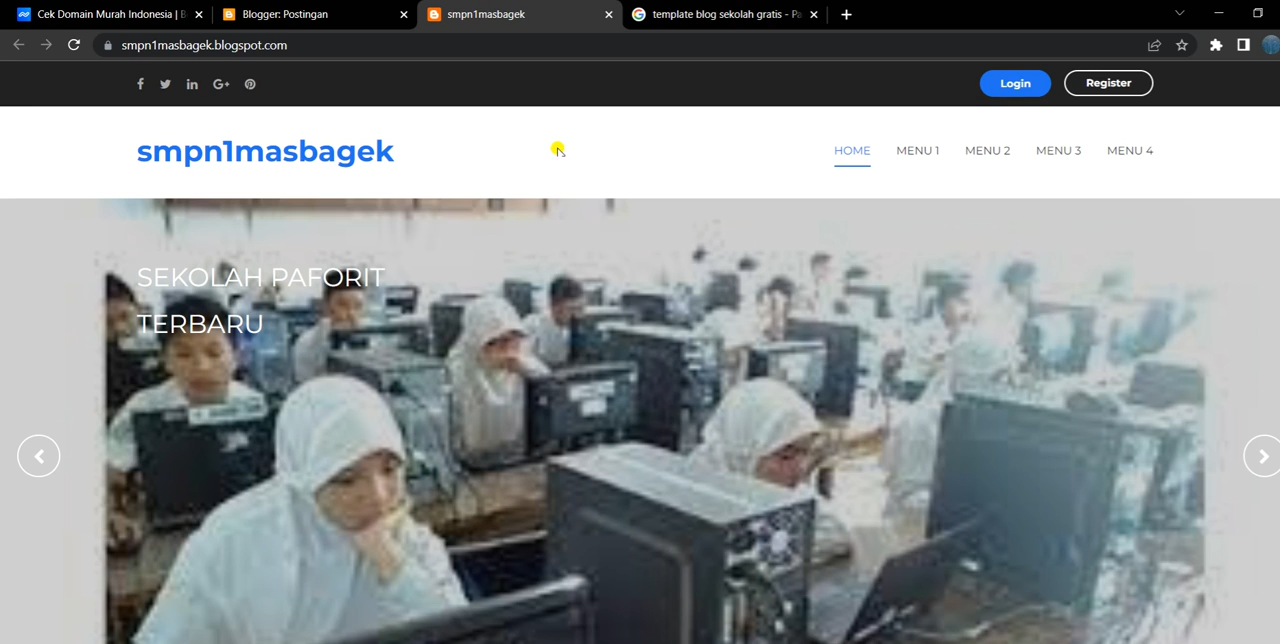 Cek Domain Murah Indonesia | B
Blogger: Postingan
smpn1masbagek
template blog sekolah gratis - Pe
smpn1masbagek.blogspot.com
Login
Register
smpn1masbagek
HOME
MENU 1
MENU 2
MENU 3
MENU 4
SEKOLAH PAFORIT
TERBARU